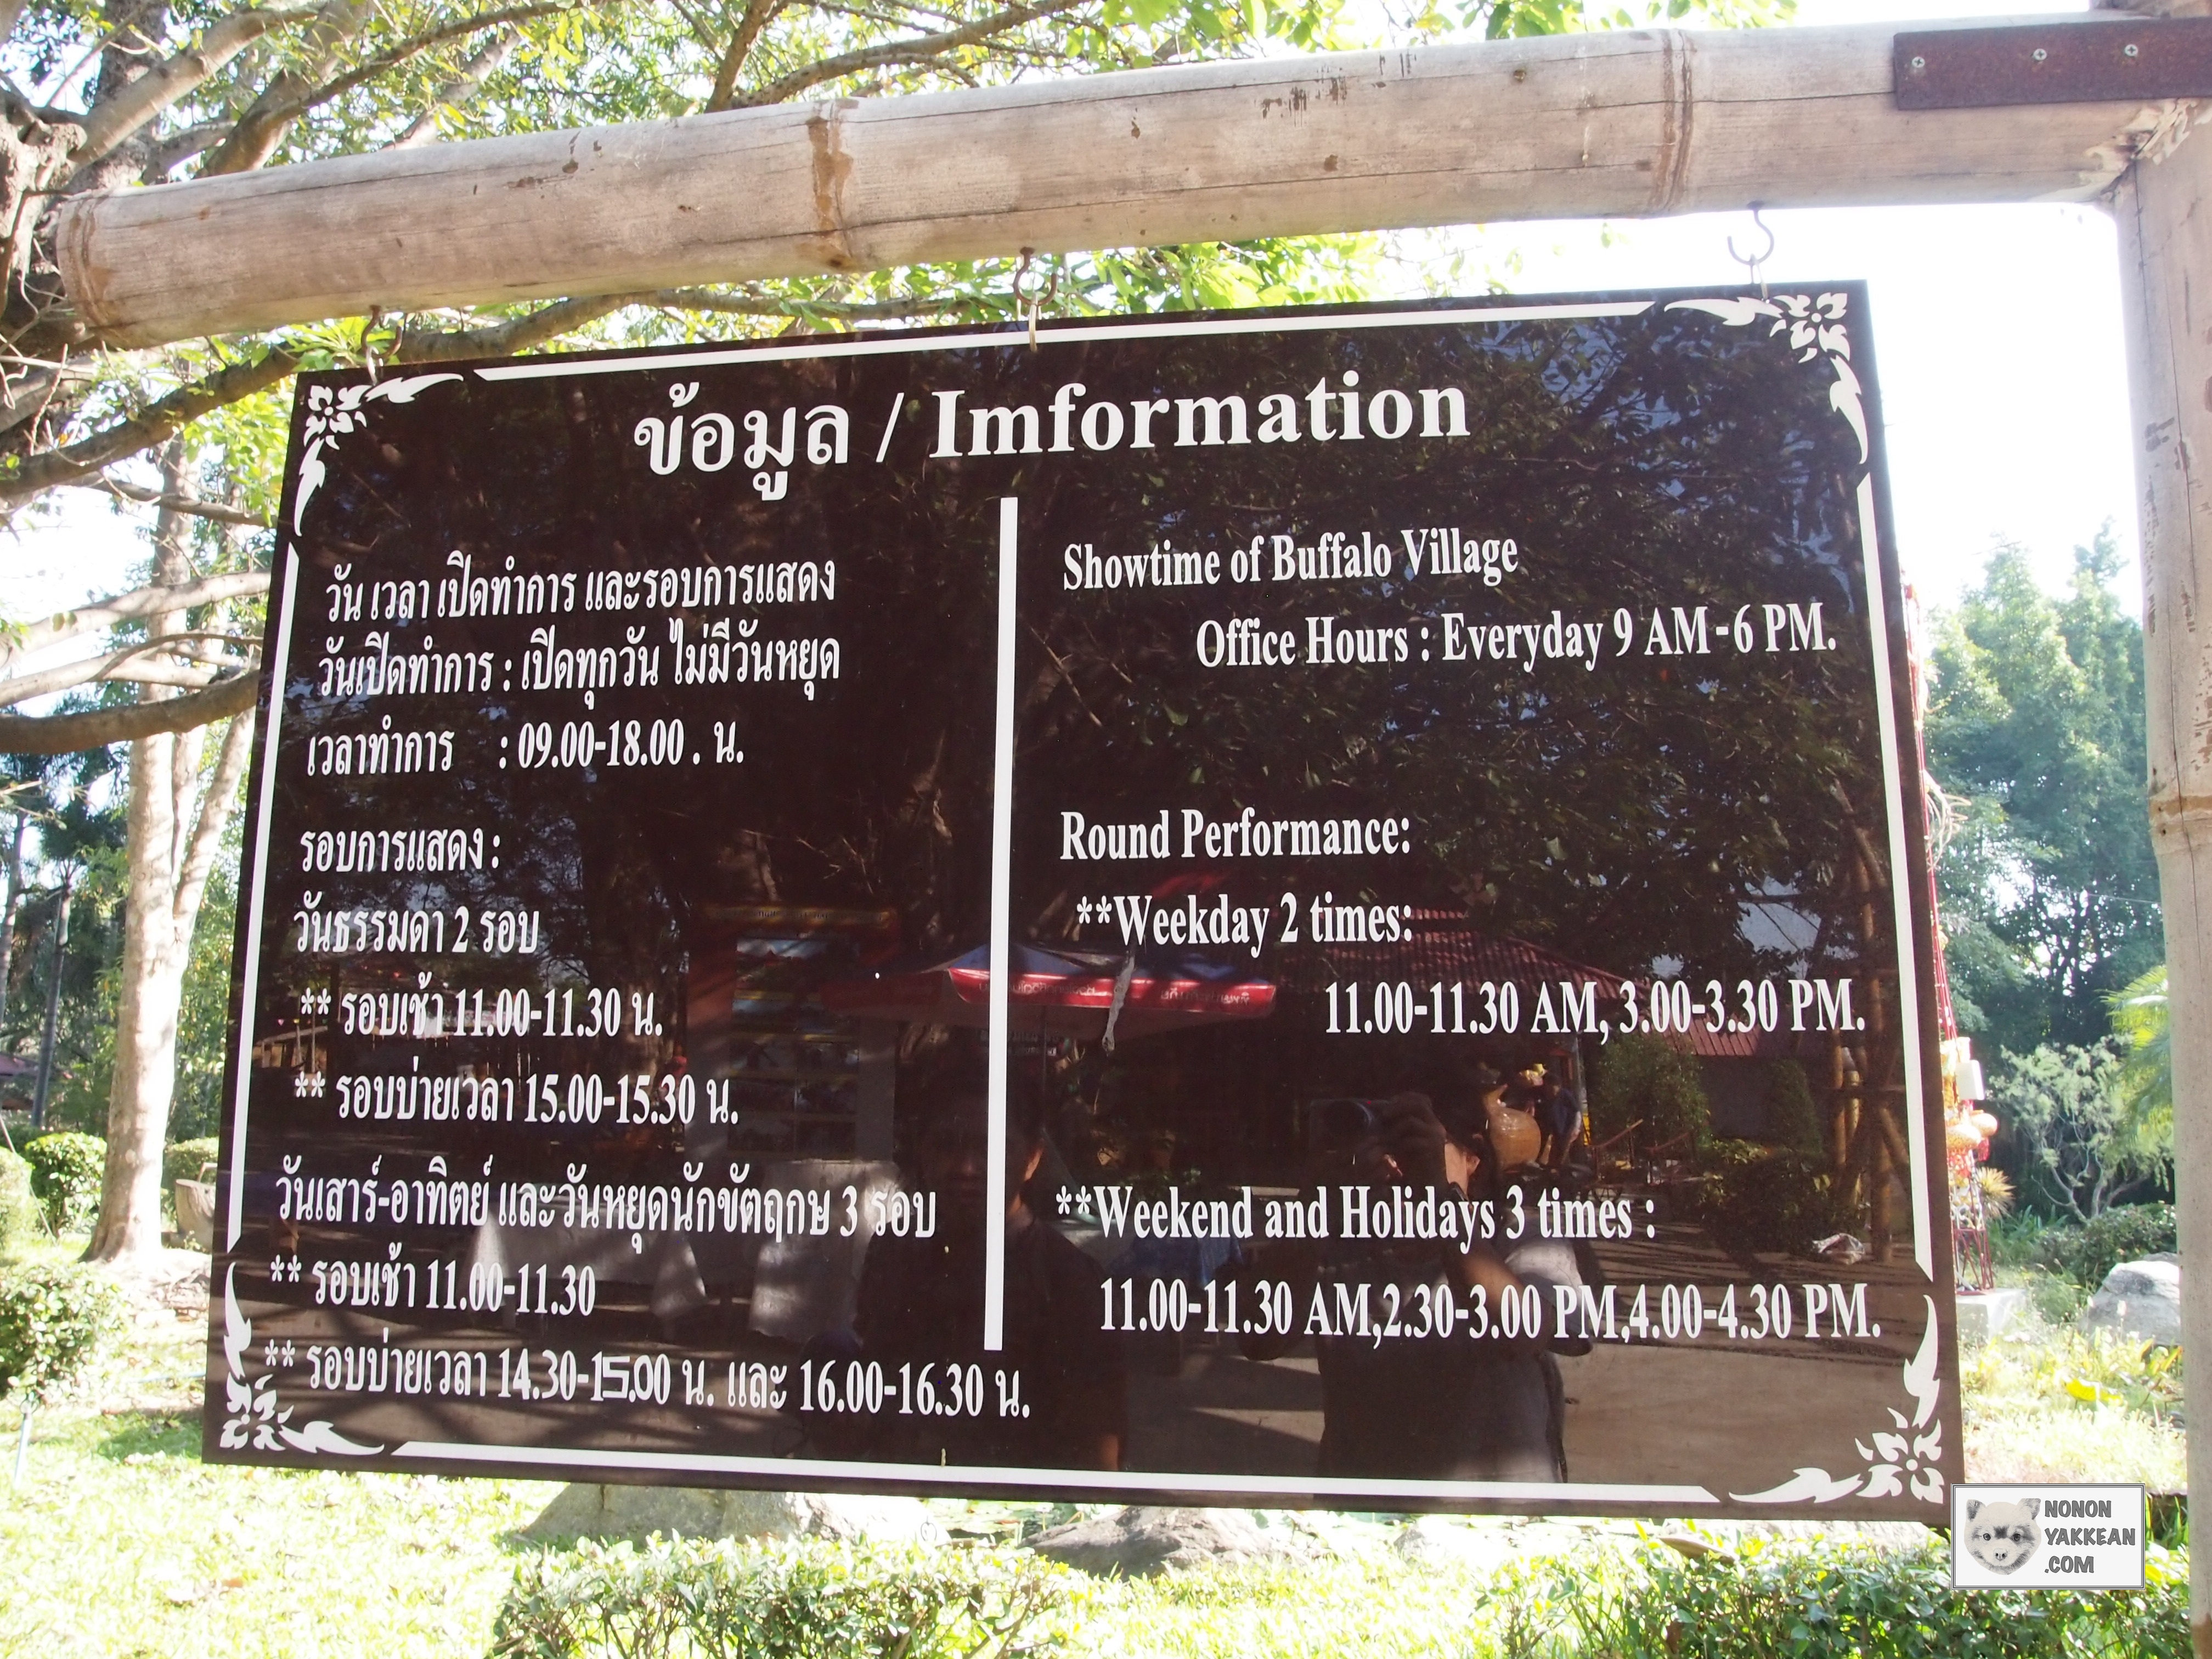 ข้อมูล / Imformation
วัน เวลา เปิดทำการ และรอบการแสดง
วันเปิดทำการ : เปิดทุกวัน ไม่มีวันหยุด
เวลาทำการ : 09.00-18.00 . น.
รอบการแสดง :
วันธรรมดา 2 รอบ
** รอบเช้า 11.00-11.30 น.
** รอบบ่ายเวลา 15.00-15.30 น.
วันเสาร์-อาทิตย์ และวันหยุดนักขัตฤกษ 3 รอบ
** รอบเช้า 11.00-11.30
** รอบบ่ายเวลา 14.30-15.00 น. และ 16.00-16.30 น.
Showtime of Buffalo Village
Office Hours : Everyday 9 AM-6 PM.
Round Performance:
**Weekday 2 times:
11.00-11.30 AM, 3.00-3.30 PM.
**Weekend and Holidays 3 times :
11.00-11.30 AM,2.30-3.00 PM,4.00-4.30 PM.
NONON
YAKKEAN
.COM